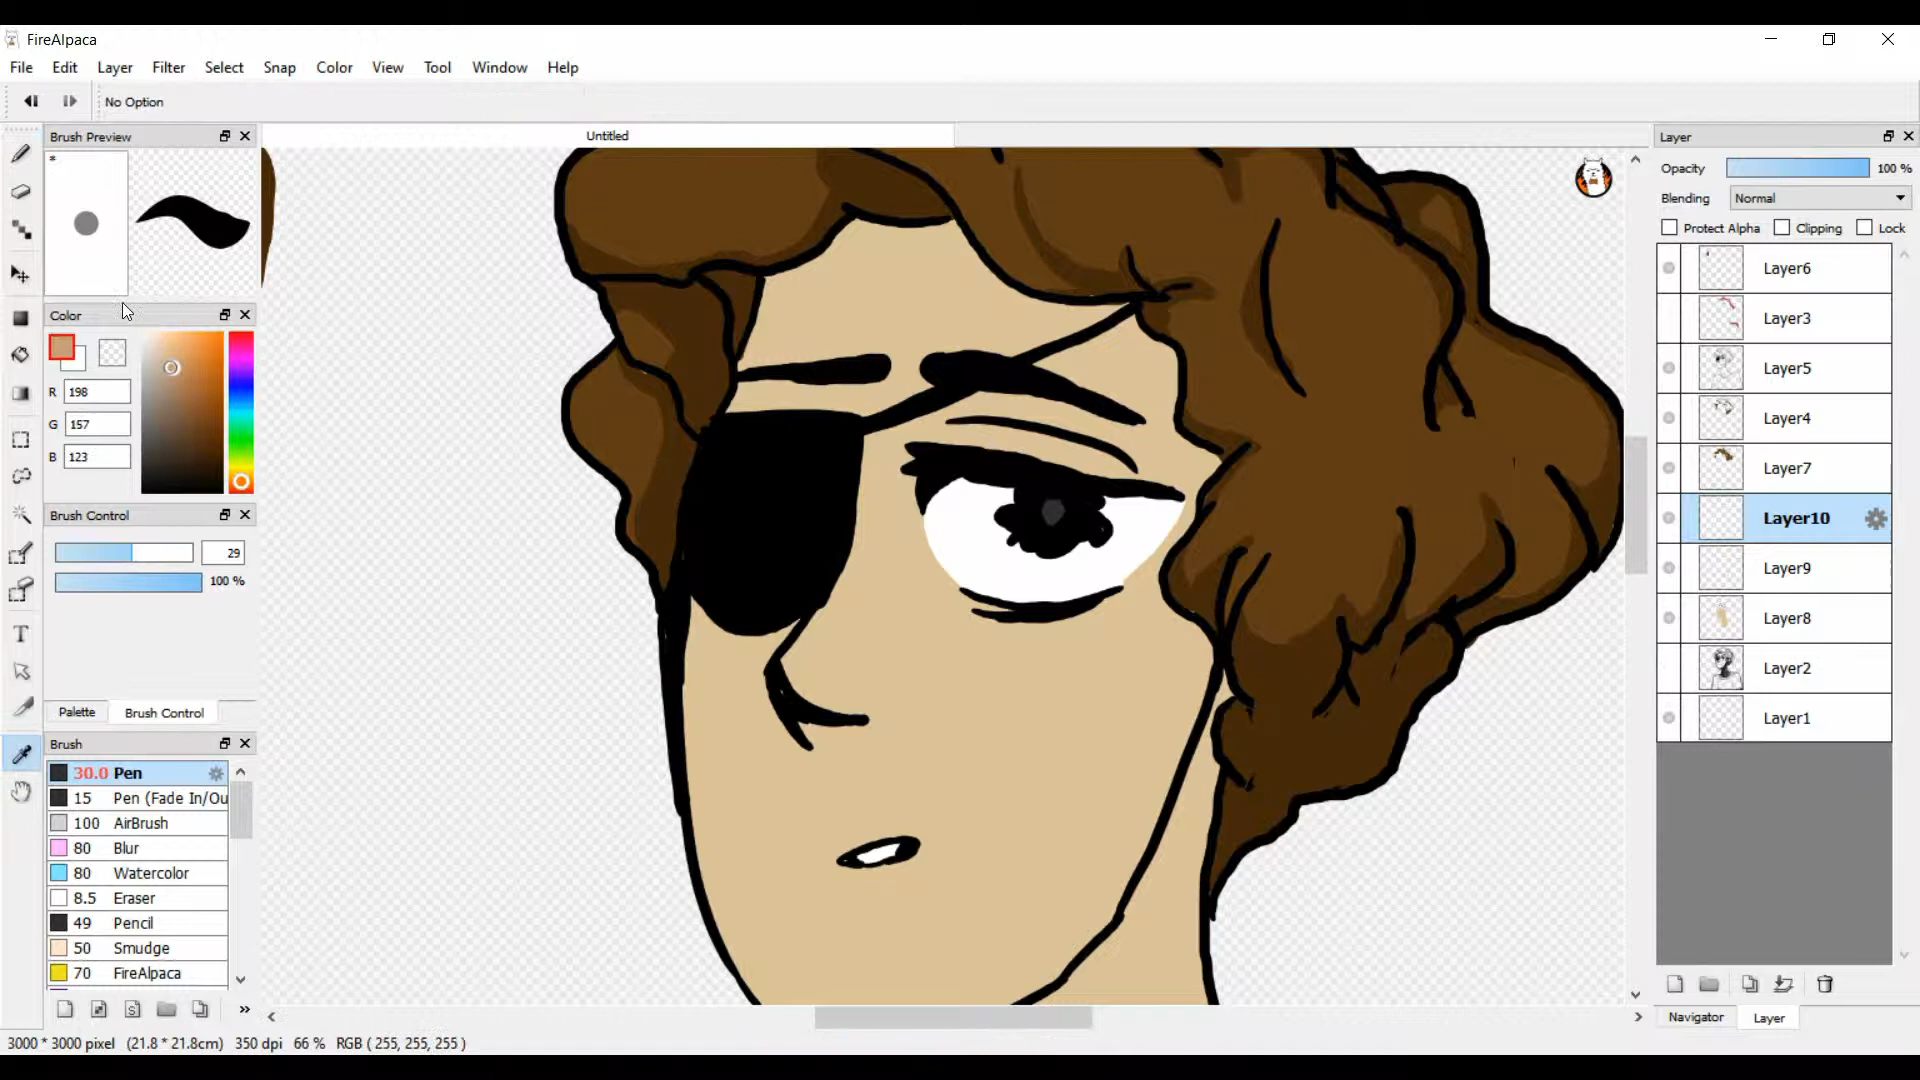 FireAlpaca
File Edit Layer Filter Select Snap Color View Tool Window Help
No Option
Brush Preview
Untitled
Layer
*
Opacity 100 %
Blending Normal
Protect Alpha Clipping Lock
Layer6
Color
Layer3
Layer5
R 198
Layer4
G 157
B 123
Layer7
Brush Control
Layer10
29
Layer9
100 %
Layer8
T
Layer2
Palette Brush Control
Layer1
Brush
30.0 Pen
15 Pen (Fade In/Ou
100 AirBrush
80 Blur
80 Watercolor
8.5 Eraser
49 Pencil
50 Smudge
70 FireAlpaca
S »
Navigator Layer
3000 * 3000 pixel (21.8 * 21.8cm) 350 dpi 66 % RGB ( 255, 255, 255 )